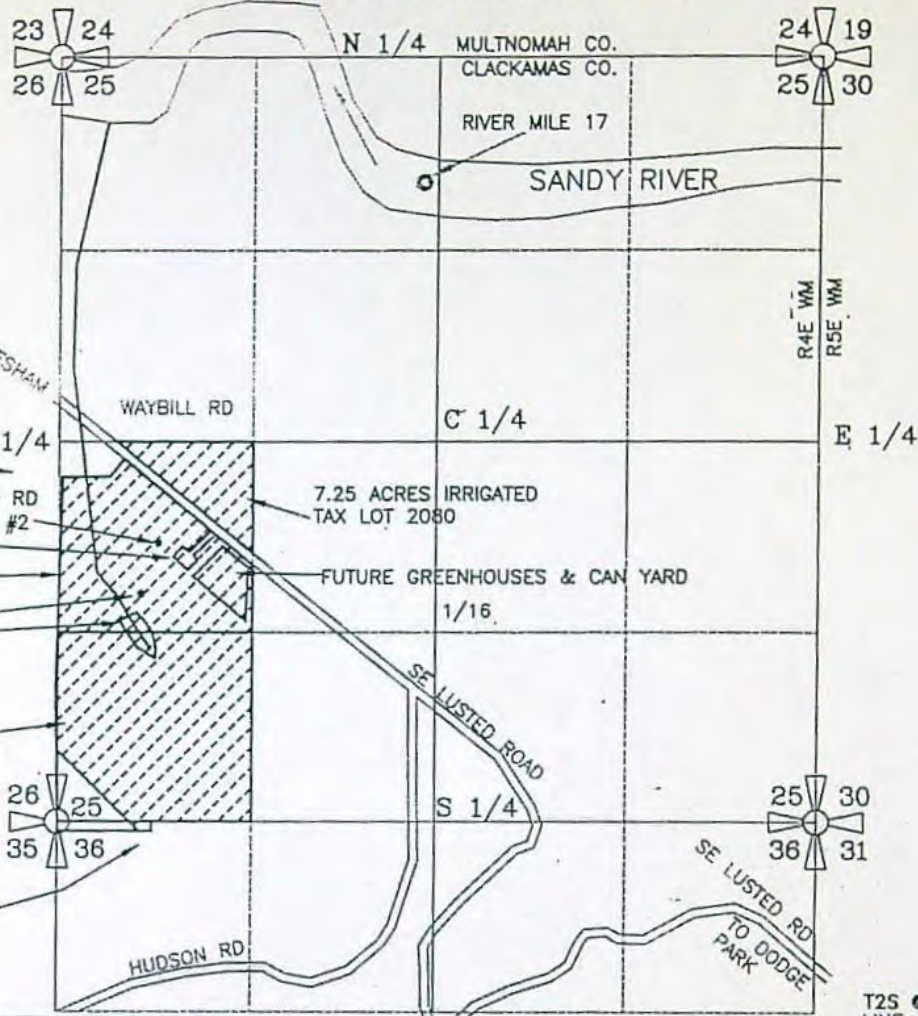 23 24
26 25
N 1/4
MULTNOMAH CO.
CLACKAMAS CO.
24 19
25 30
RIVER MILE 17
SANDY RIVER
R4E WM
R5E WM
WAYBILL RD
1/4
C 1/4
E 1/4
RD
#2
7.25 ACRES IRRIGATED
TAX LOT 2080
FUTURE GREENHOUSES & CAN YARD
1/16
SE LUSTED ROAD
26 25
35 36
S 1/4
25 30
36 31
SE LUSTED RD
TO DODGE
PARK
HUDSON RD
T2S